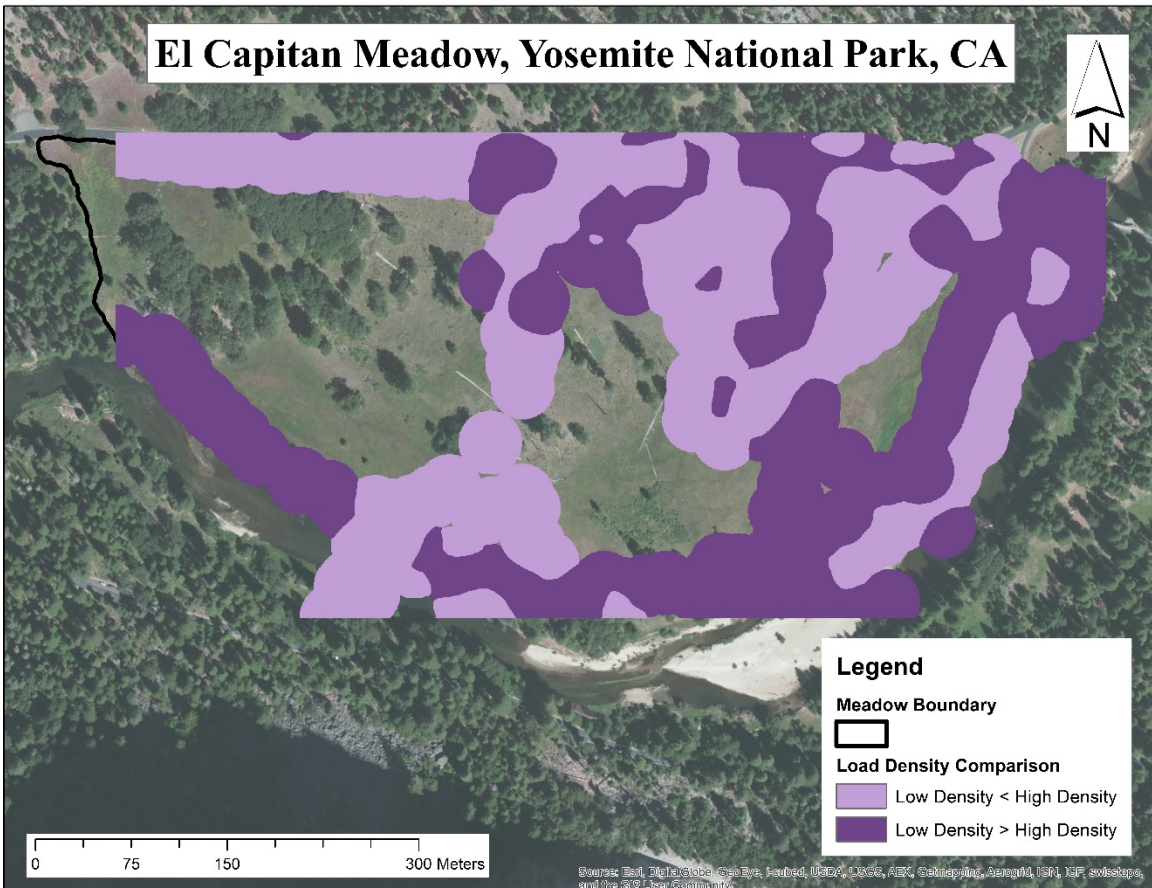 El Capitan Meadow, Yosemite National Park, CA
N
Legend
Meadow Boundary
Load Density Comparison
Low Density < High Density
Low Density > High Density
0 75 150 300 Meters
Source: Esri, DigitalGlobe, GeoEye, i-cubed, USDA, USGS, AEX, Getmapping, Aerogrid, IGN, IGP, swisstopo,
and the GIS User Community